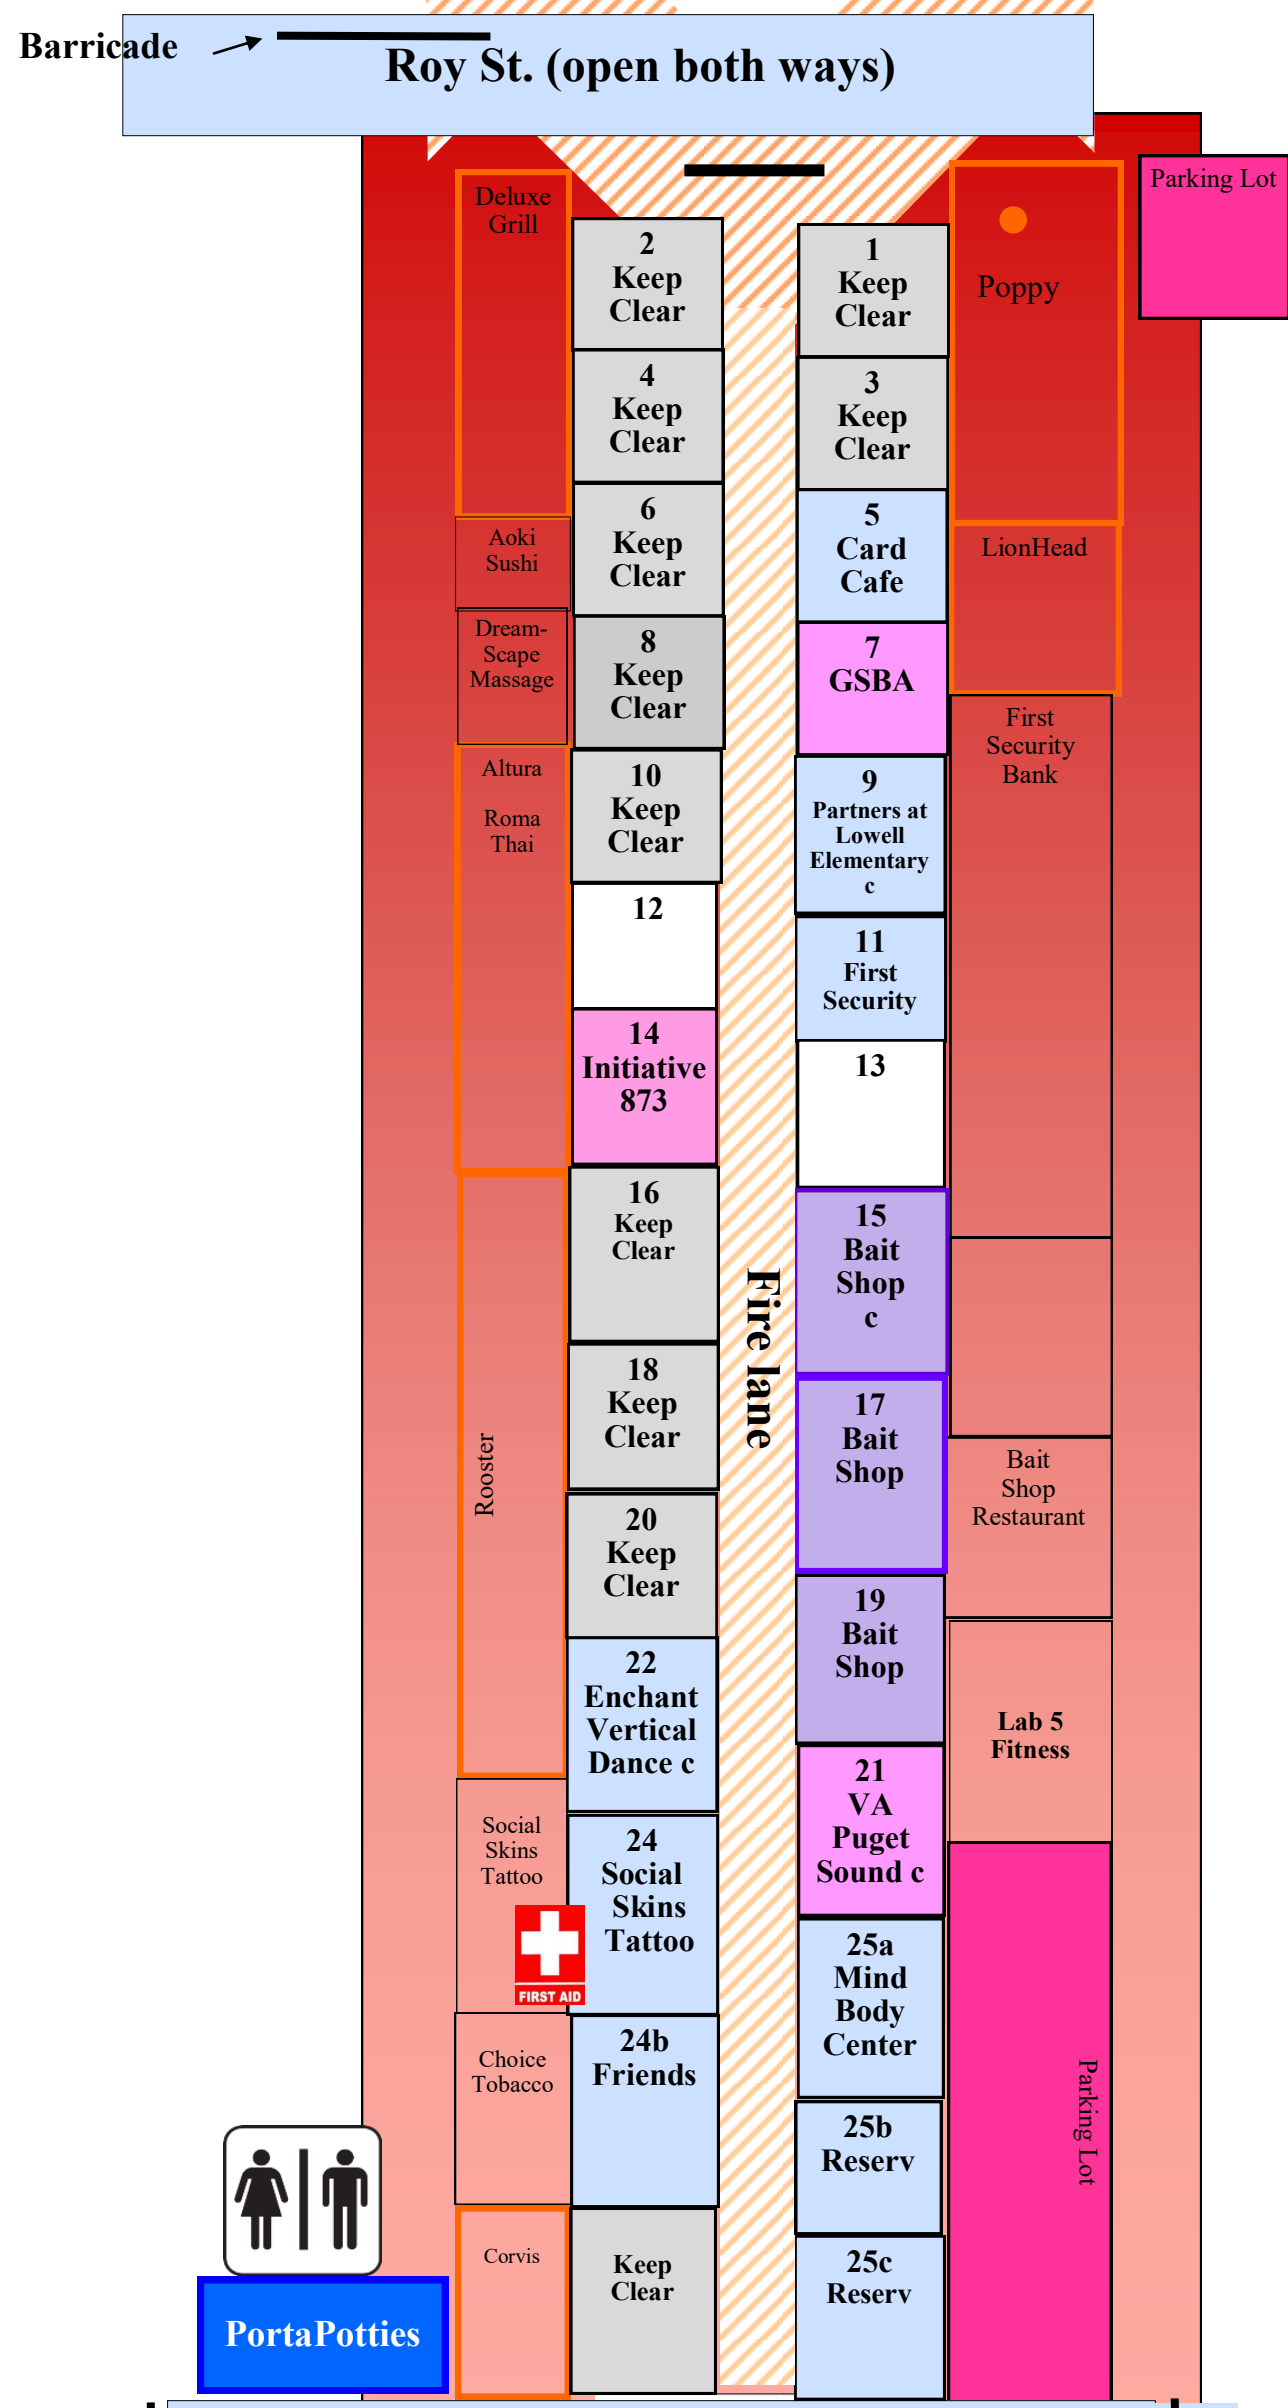 Barricade
Roy St. (open both ways)
Parking Lot
Deluxe
Grill
2
Keep
Clear
1
Keep
Clear
Poppy
4
Keep
Clear
3
Keep
Clear
6
Keep
Clear
5
Card
Cafe
Aoki
Sushi
LionHead
Dream-
Scape
Massage
8
Keep
Clear
7
GSBA
First
Security
Bank
Altura
Roma
Thai
10
Keep
Clear
9
Partners at
Lowell
Elementary
c
12
11
First
Security
14
Initiative
873
13
16
Keep
Clear
15
Bait
Shop
c
Fire lane
18
Keep
Clear
17
Bait
Shop
Rooster
Bait
Shop
Restaurant
20
Keep
Clear
19
Bait
Shop
22
Enchant
Vertical
Dance c
Lab 5
Fitness
21
VA
Puget
Sound c
Social
Skins
Tattoo
24
Social
Skins
Tattoo
FIRST AID
25a
Mind
Body
Center
Choice
Tobacco
24b
Friends
25b
Reserv
Parking Lot
Corvis
Keep
Clear
25c
Reserv
PortaPotties